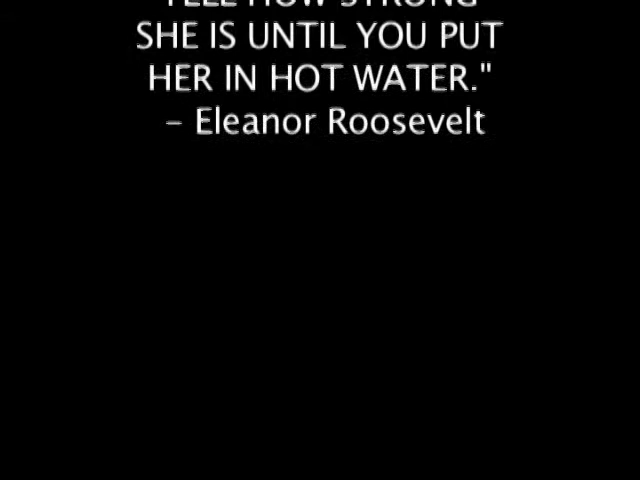 TELL HOW STRONG
SHE IS UNTIL YOU PUT
HER IN HOT WATER."
– Eleanor Roosevelt